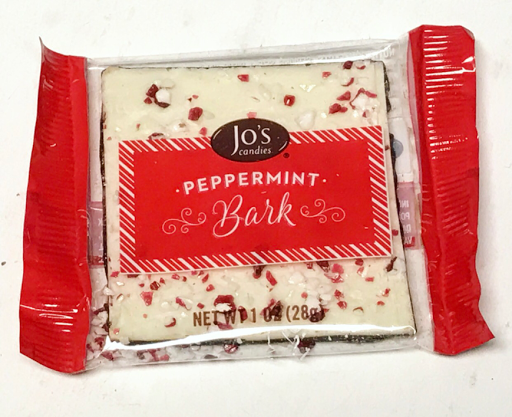 Jo's
candies
PEPPERMINT
Bark
NET WT 1 OZ (28g)